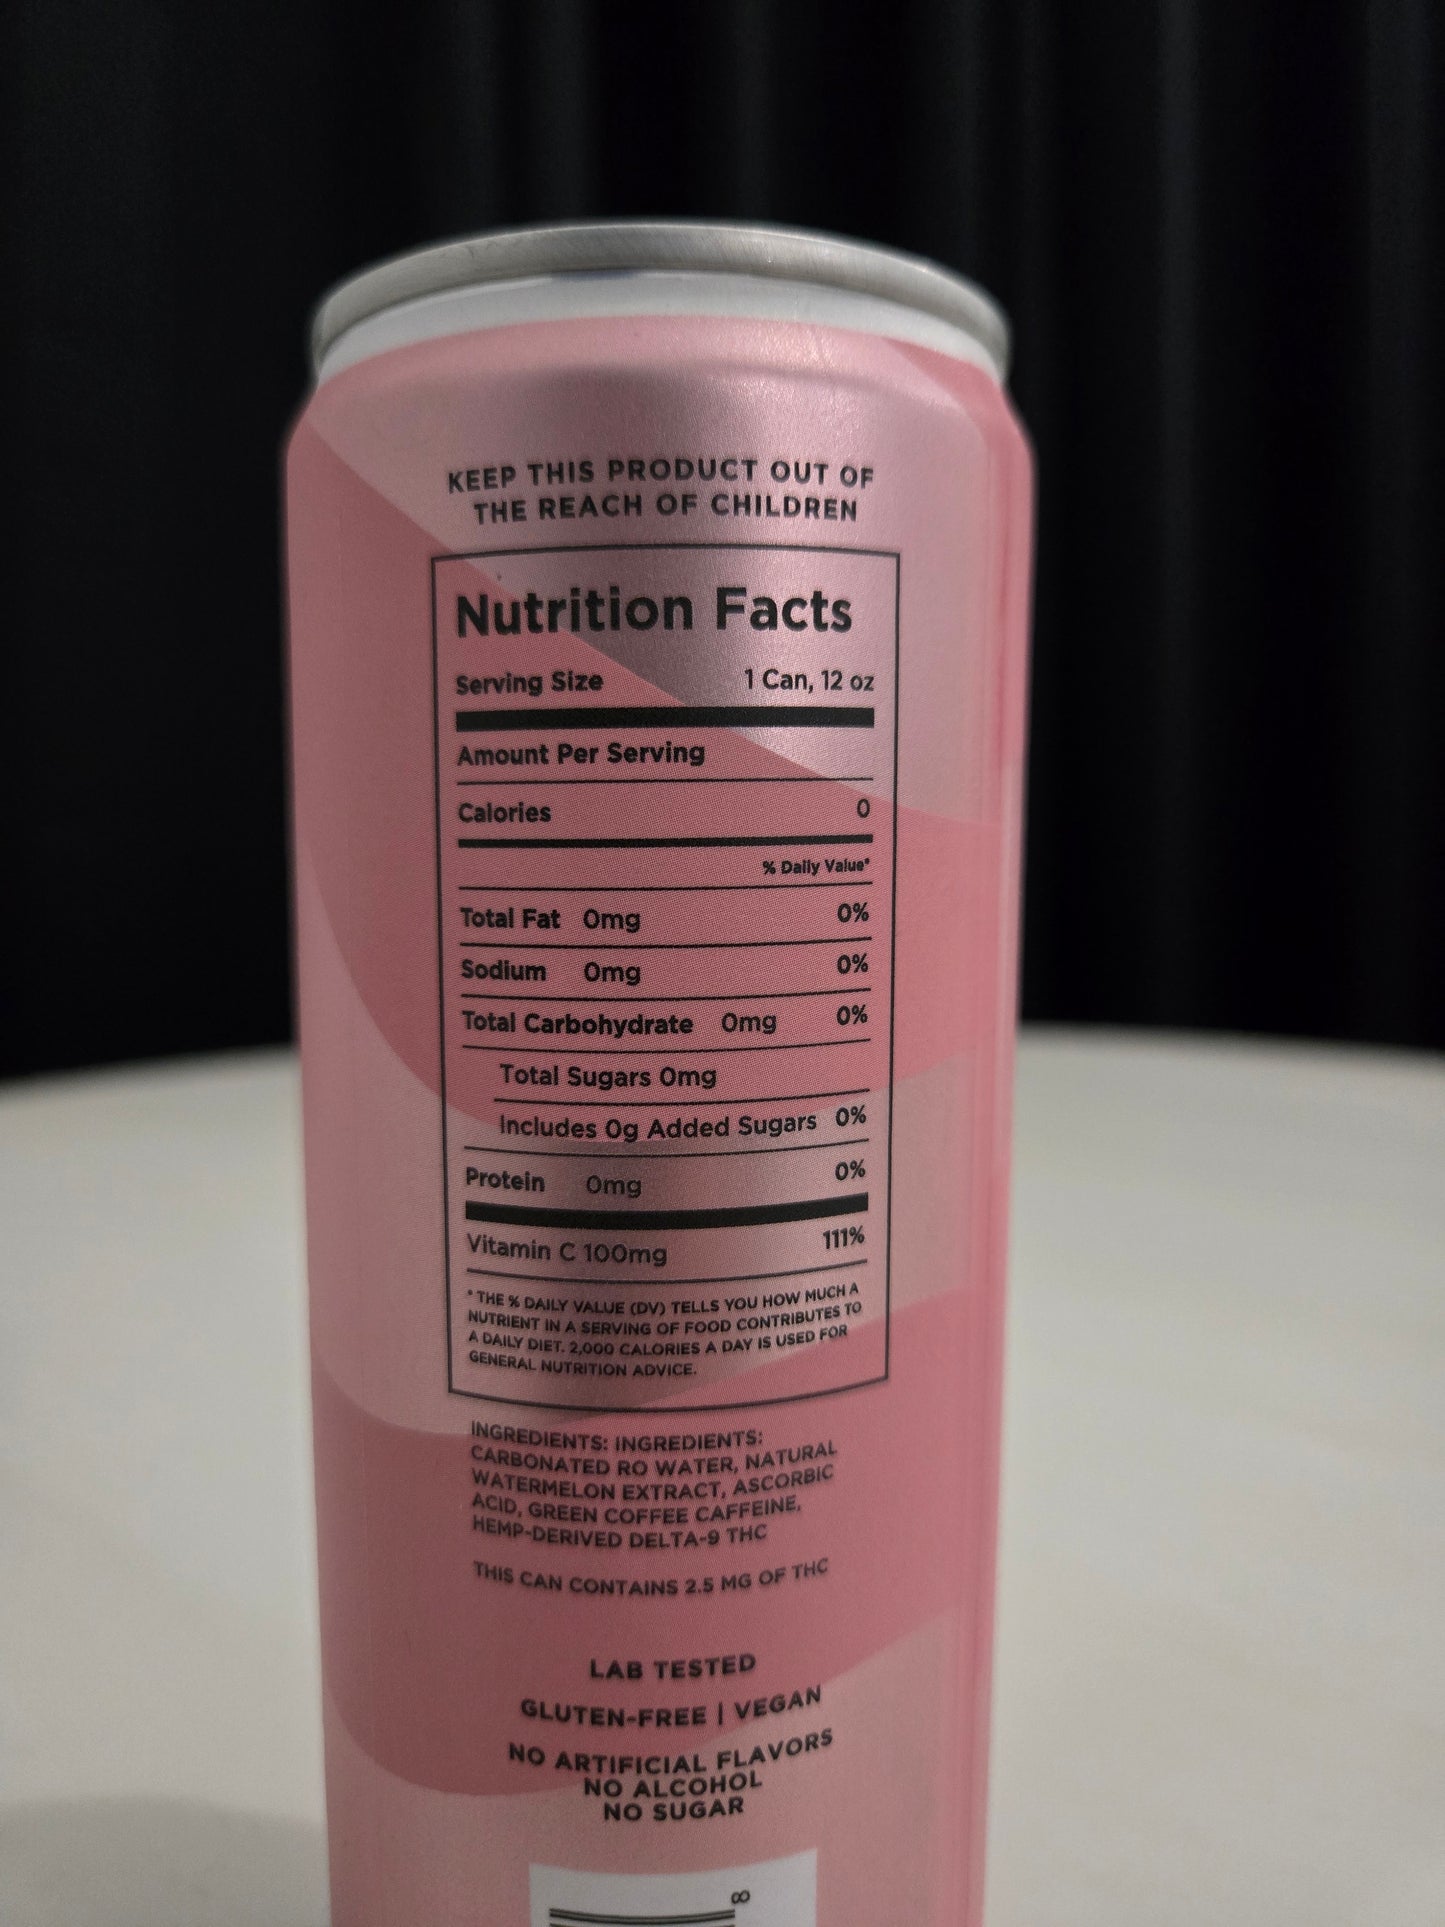 KEEP THIS PRODUCT OUT OF
THE REACH OF CHILDREN
Nutrition Facts
Serving Size 1 Can, 12 oz
Amount Per Serving
Calories 0
% Daily Value*
Total Fat 0mg 0%
Sodium 0mg 0%
Total Carbohydrate 0mg 0%
Total Sugars 0mg
Includes 0g Added Sugars 0%
Protein 0mg 0%
Vitamin C 100mg 111%
* THE % DAILY VALUE (DV) TELLS YOU HOW MUCH A
NUTRIENT IN A SERVING OF FOOD CONTRIBUTES TO
A DAILY DIET. 2,000 CALORIES A DAY IS USED FOR
GENERAL NUTRITION ADVICE.
INGREDIENTS: INGREDIENTS:
CARBONATED RO WATER, NATURAL
WATERMELON EXTRACT, ASCORBIC
ACID, GREEN COFFEE CAFFEINE,
HEMP-DERIVED DELTA-9 THC
THIS CAN CONTAINS 2.5 MG OF THC
LAB TESTED
GLUTEN-FREE | VEGAN
NO ARTIFICIAL FLAVORS
NO ALCOHOL
NO SUGAR
8